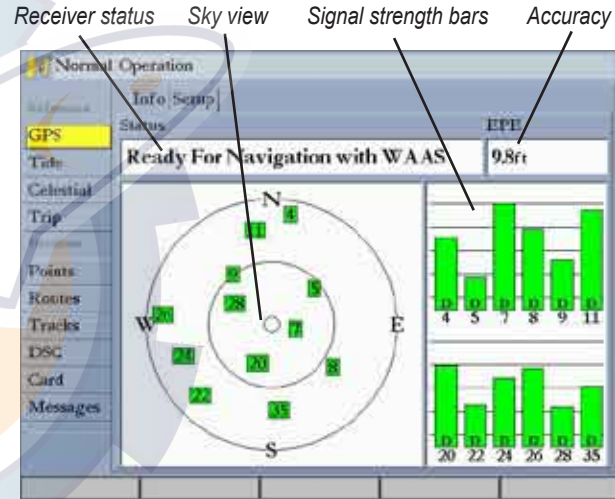 Receiver status Sky view Signal strength bars Accuracy
Normal Operation
Info Setup
Status EPE
GPS
Ready For Navigation with WAAS 9.8ft
Tide
Celestial
Trip
Points
Routes
Tracks
DSC
Card
Messages
N
4
11
9
5
28
26
W
7
E
24
20
8
22
35
S
D D D D D D
4 5 7 8 9 11
D D D D D D
20 22 24 26 28 35